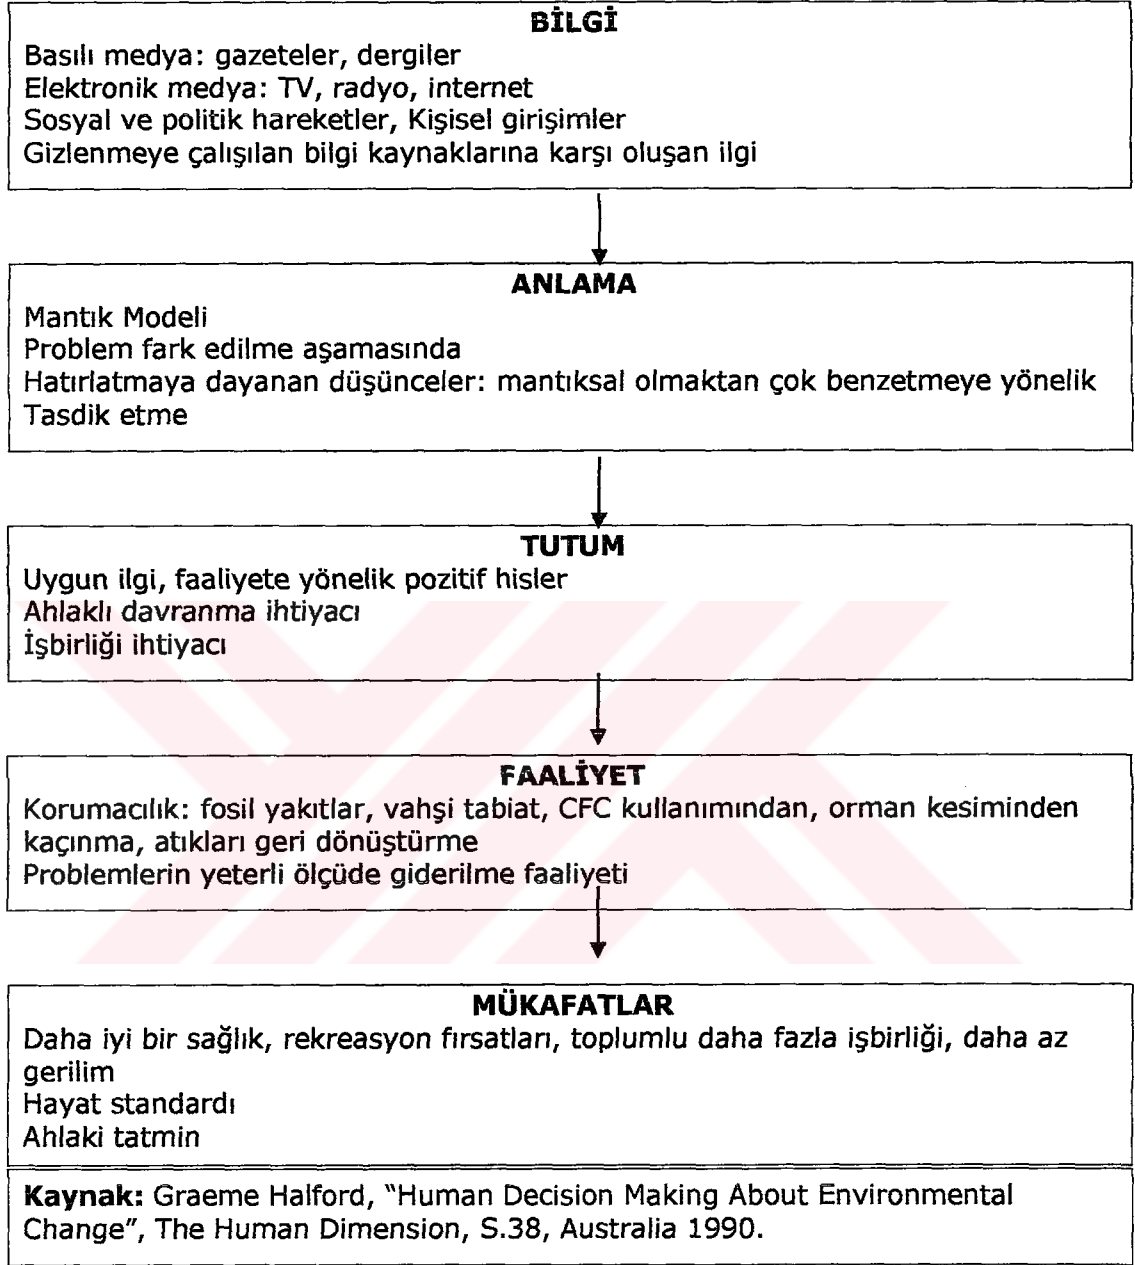 BİLGİ
Basılı medya: gazeteler, dergiler
Elektronik medya: TV, radyo, internet
Sosyal ve politik hareketler, Kişisel girişimler
Gizlenmeye çalışılan bilgi kaynaklarına karşı oluşan ilgi
ANLAMA
Mantık Modeli
Problem fark edilme aşamasında
Hatırlatmaya dayanan düşünceler: mantıksal olmaktan çok benzetmeye yönelik
Tasdik etme
TUTUM
Uygun ilgi, faaliyete yönelik pozitif hisler
Ahlaklı davranma ihtiyacı
İşbirliği ihtiyacı
FAALİYET
Korumacılık: fosil yakıtlar, vahşi tabiat, CFC kullanımından, orman kesiminden
kaçınma, atıkları geri dönüştürme
Problemlerin yeterli ölçüde giderilme faaliyeti
MÜKAFATLAR
Daha iyi bir sağlık, rekreasyon fırsatları, toplumlu daha fazla işbirliği, daha az
gerilim
Hayat standardı
Ahlaki tatmin
Kaynak: Graeme Halford, "Human Decision Making About Environmental
Change", The Human Dimension, S.38, Australia 1990.